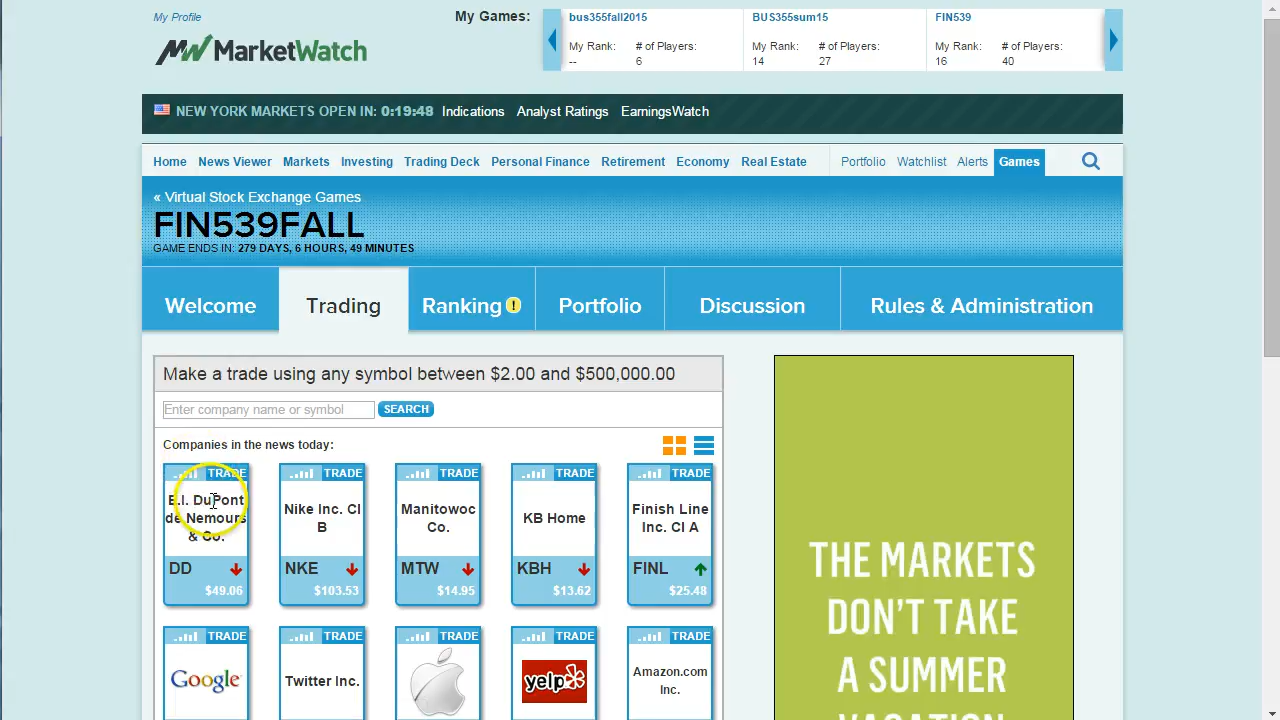 My Profile
MarketWatch
My Games:
bus355fall2015
My Rank: # of Players:
-- 6
BUS355sum15
My Rank: # of Players:
14 27
FIN539
My Rank: # of Players:
16 40
NEW YORK MARKETS OPEN IN: 0:19:48 Indications Analyst Ratings EarningsWatch
Home News Viewer Markets Investing Trading Deck Personal Finance Retirement Economy Real Estate Portfolio Watchlist Alerts Games
« Virtual Stock Exchange Games
FIN539FALL
GAME ENDS IN: 279 DAYS, 6 HOURS, 49 MINUTES
Welcome Trading Ranking ! Portfolio Discussion Rules & Administration
Make a trade using any symbol between $2.00 and $500,000.00
Enter company name or symbol SEARCH
Companies in the news today:
TRADE
E.I. DuPont
de Nemours
& Co.
DD
$49.06
TRADE
Nike Inc. Cl
B
NKE
$103.53
TRADE
Manitowoc
Co.
MTW
$14.95
TRADE
KB Home
KBH
$13.62
TRADE
Finish Line
Inc. Cl A
FINL
$25.48
TRADE
Google
TRADE
Twitter Inc.
TRADE
TRADE
yelp
TRADE
Amazon.com
Inc.
THE MARKETS
DON'T TAKE
A SUMMER
VACATION